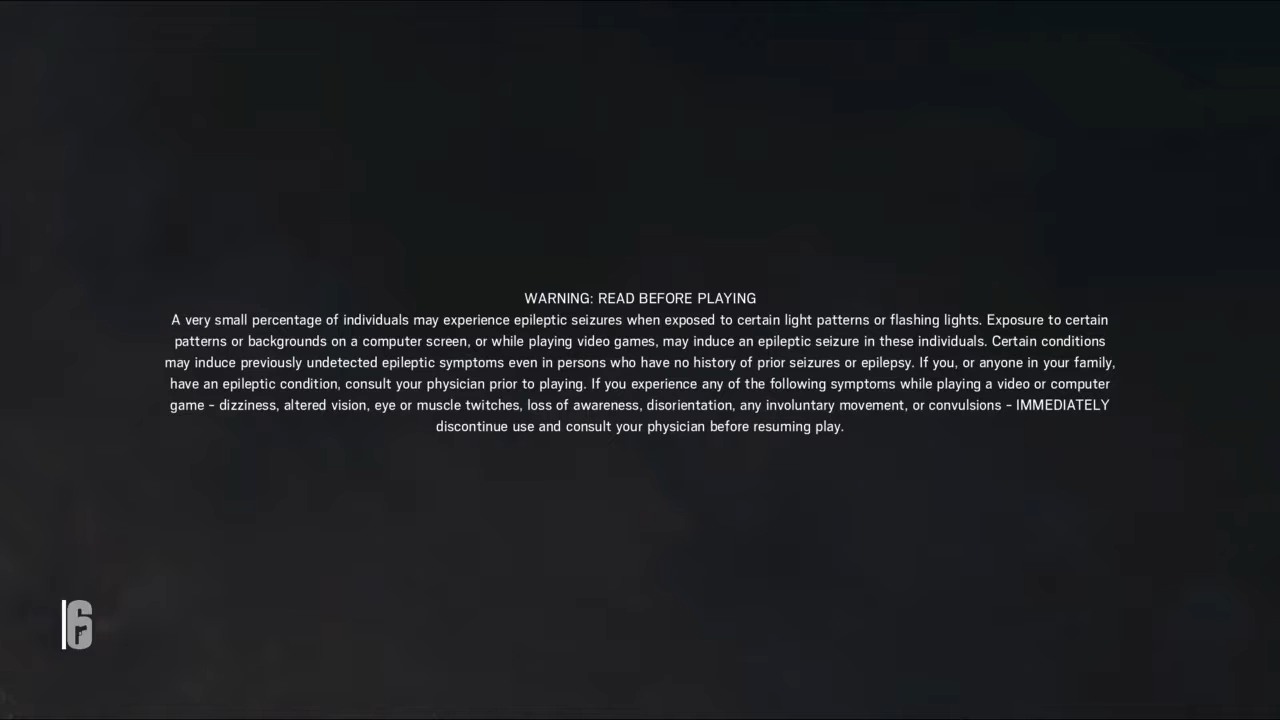 WARNING: READ BEFORE PLAYING
A very small percentage of individuals may experience epileptic seizures when exposed to certain light patterns or flashing lights. Exposure to certain
patterns or backgrounds on a computer screen, or while playing video games, may induce an epileptic seizure in these individuals. Certain conditions
may induce previously undetected epileptic symptoms even in persons who have no history of prior seizures or epilepsy. If you, or anyone in your family,
have an epileptic condition, consult your physician prior to playing. If you experience any of the following symptoms while playing a video or computer
game - dizziness, altered vision, eye or muscle twitches, loss of awareness, disorientation, any involuntary movement, or convulsions - IMMEDIATELY
discontinue use and consult your physician before resuming play.
6